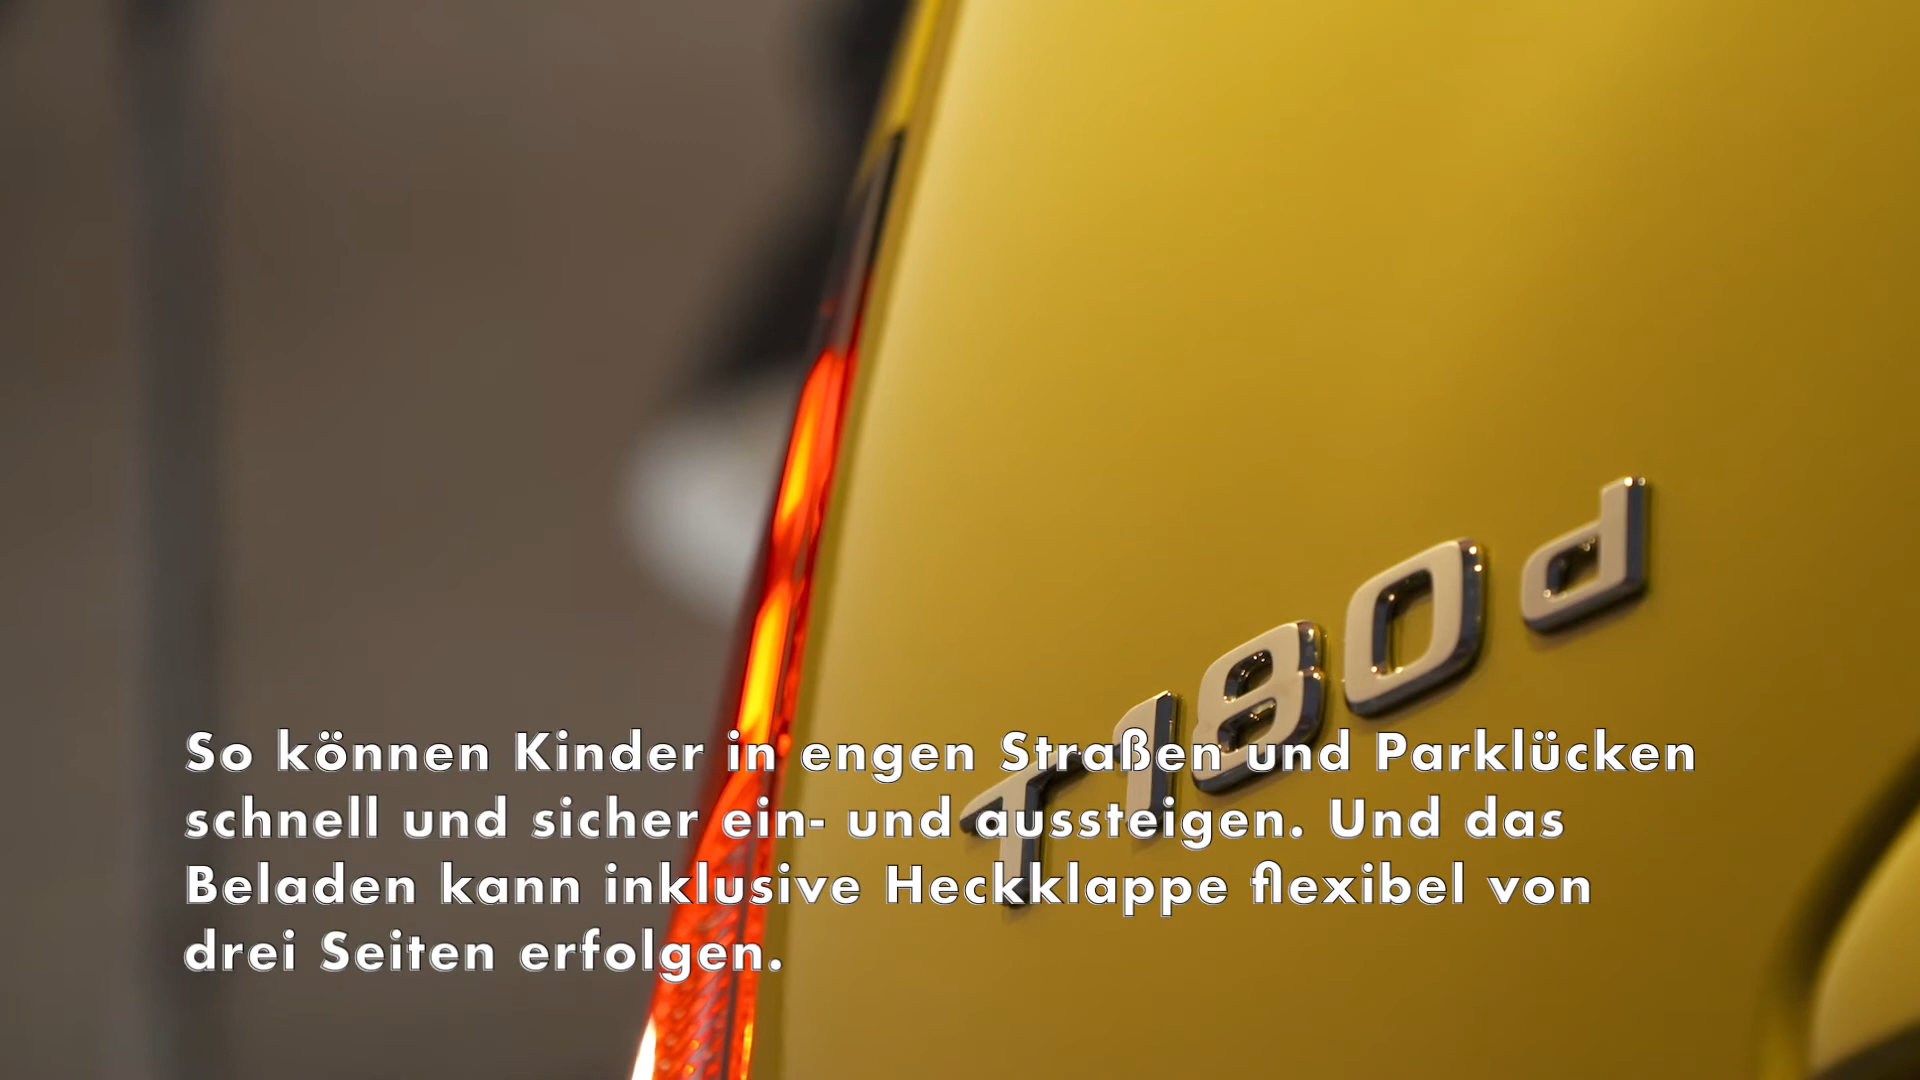 T180 d
So können Kinder in engen Straßen und Parklücken
schnell und sicher ein- und aussteigen. Und das
Beladen kann inklusive Heckklappe flexibel von
drei Seiten erfolgen.